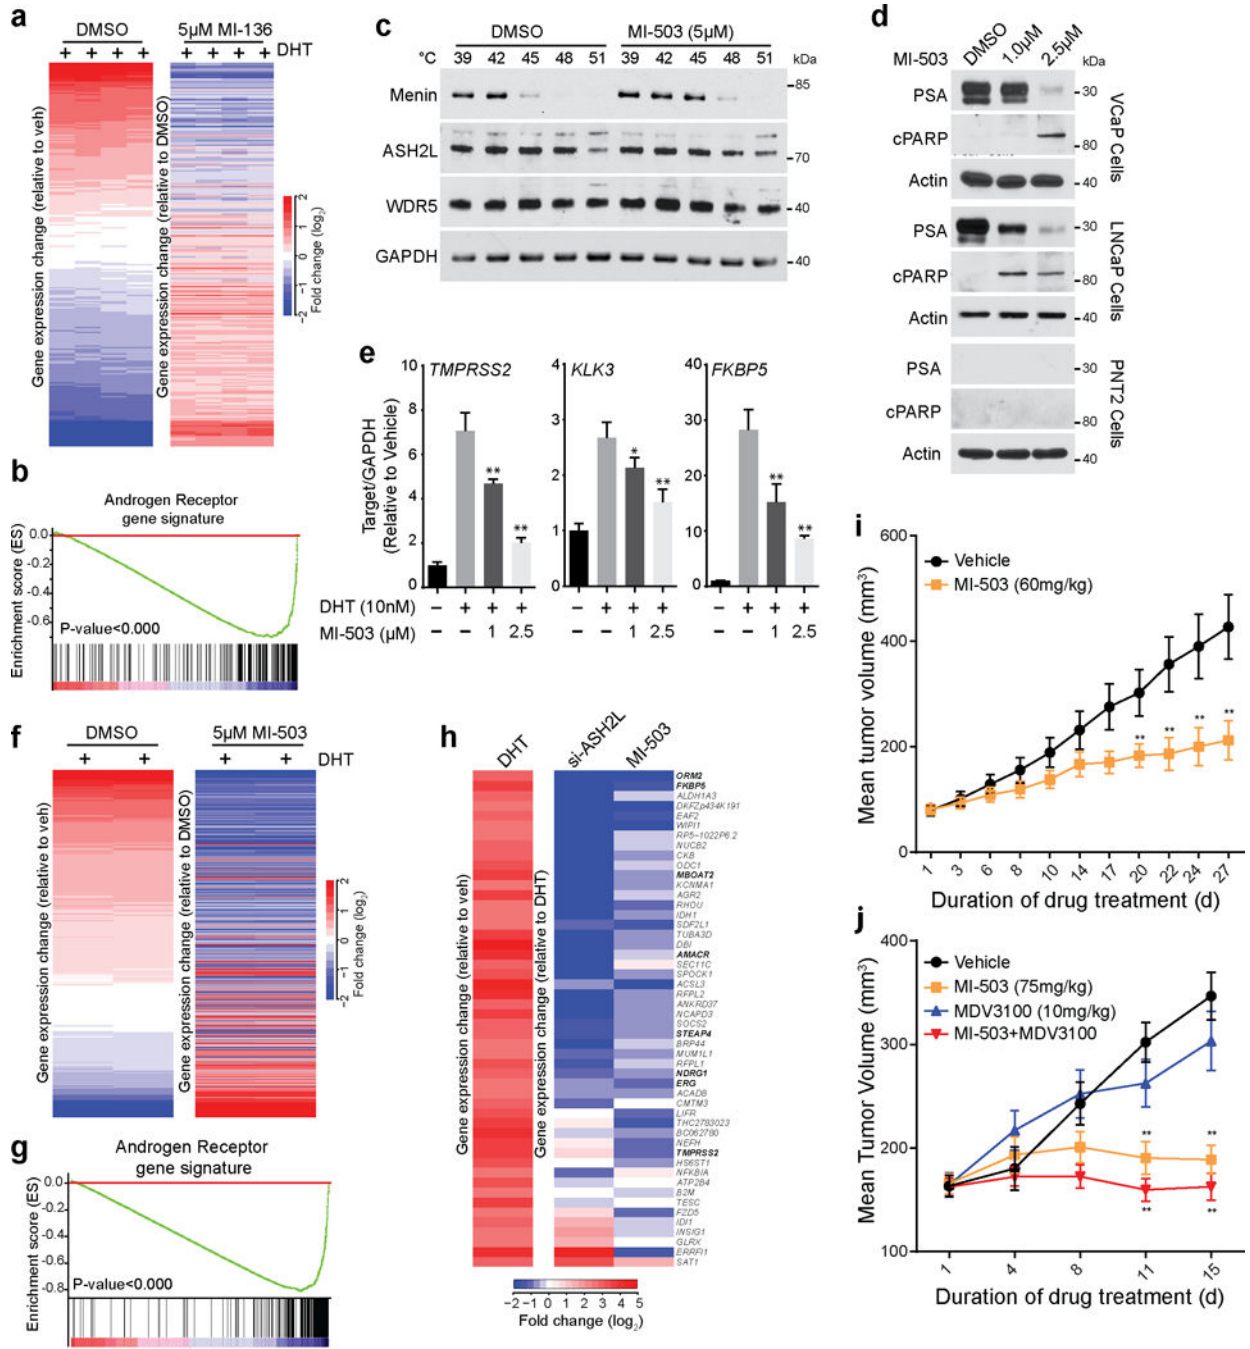 a
DMSO
5µM MI-136
+ + + + + + + + DHT
Gene expression change (relative to veh)
Gene expression change (relative to DMSO)
2
1
0
−1
−2
Fold change (log2)
b
Androgen Receptor
gene signature
Enrichment score (ES)
0.0
-0.2
-0.4
-0.6
P-value<0.000
c
DMSO
MI-503 (5µM)
°C 39 42 45 48 51 39 42 45 48 51 kDa
Menin
85
ASH2L
70
WDR5
40
GAPDH
40
d
MI-503 DMSO 1.0µM 2.5µM kDa
PSA 30
cPARP 80
Actin 40
VCaP Cells
PSA 30
cPARP 80
Actin 40
LNCaP Cells
PSA 30
cPARP 80
Actin 40
PNT2 Cells
e
Target/GAPDH
(Relative to Vehicle)
TMPRSS2
10
8
6
4
2
0
** **
KLK3
4
3
2
1
0
* **
FKBP5
40
30
20
10
0
** **
DHT (10nM) − + + + − + + + − + + +
MI-503 (µM) − − 1 2.5 − − 1 2.5 − − 1 2.5
f
DMSO
5µM MI-503
+ + + + DHT
Gene expression change (relative to veh)
Gene expression change (relative to DMSO)
2
1
0
−1
−2
Fold change (log2)
g
Androgen Receptor
gene signature
Enrichment score (ES)
0.0
-0.2
-0.4
-0.6
-0.8
P-value<0.000
h
DHT
si-ASH2L
MI-503
Gene expression change (relative to veh)
Gene expression change (relative to DHT)
ORM2
FKBP5
ALDH1A3
DKFZp434K191
EAF2
WIPI1
RP5−1022P6.2
NUCB2
CKB
ODC1
MBOAT2
KCNMA1
AGR2
RHOU
IDH1
SDF2L1
TUBA3D
DBI
AMACR
SEC11C
SPOCK1
ACSL3
RFPL2
ANKRD37
NCAPD3
SOCS2
STEAP4
BRP44
MUM1L1
RFPL1
NDRG1
ERG
ACADB
CMTM3
LIFR
THC2783023
BC062780
NEFH
TMPRSS2
HS6ST1
NFKBIA
ATP2B4
B2M
TESC
FZD5
IDI1
INSIG1
GLRX
ERRFI1
SAT1
−2 −1 0 1 2 3 4 5
Fold change (log2)
i
Mean tumor volume (mm3)
600
400
200
0
Vehicle
MI-503 (60mg/kg)
** ** ** **
1 3 6 8 10 14 17 20 22 24 27
Duration of drug treatment (d)
j
Mean Tumor Volume (mm3)
400
300
200
100
Vehicle
MI-503 (75mg/kg)
MDV3100 (10mg/kg)
MI-503+MDV3100
** **
** **
1 4 8 11 15
Duration of drug treatment (d)